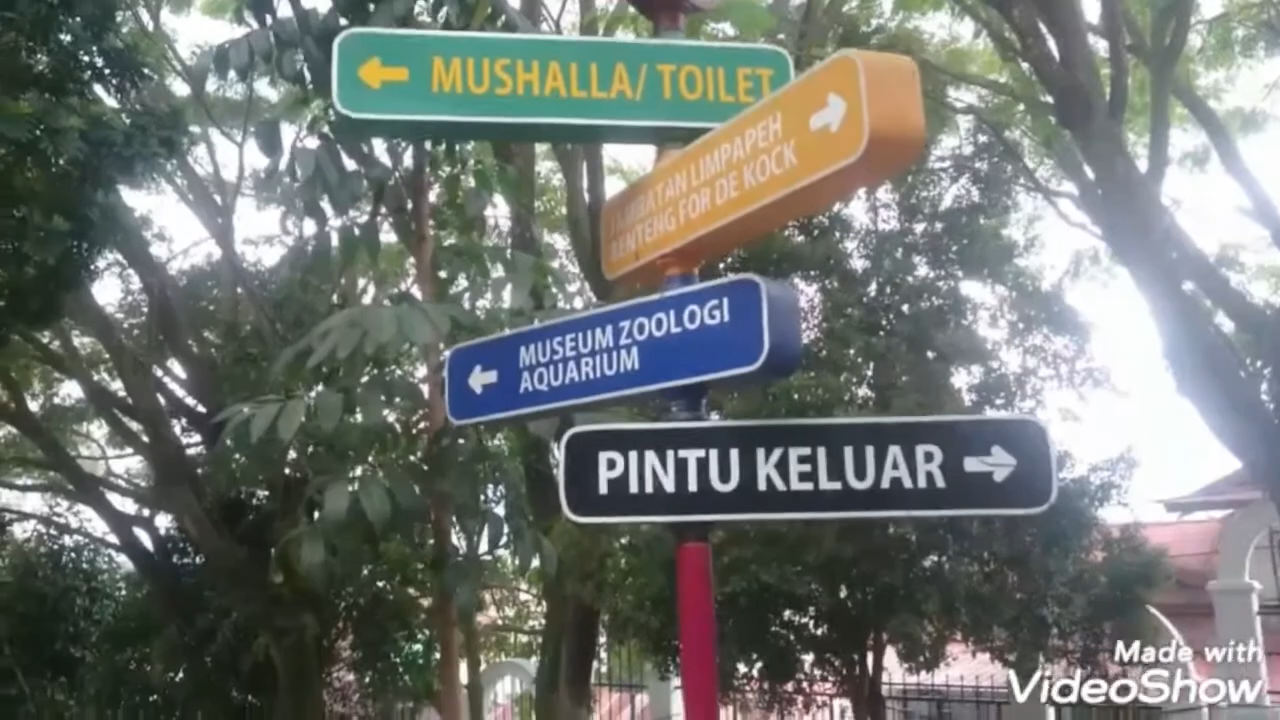 MUSHALLA/ TOILET
JEMBATAN LIMPAPEH
BENTENG FOR DE KOCK
MUSEUM ZOOLOGI
AQUARIUM
PINTU KELUAR
Made with
VideoShow